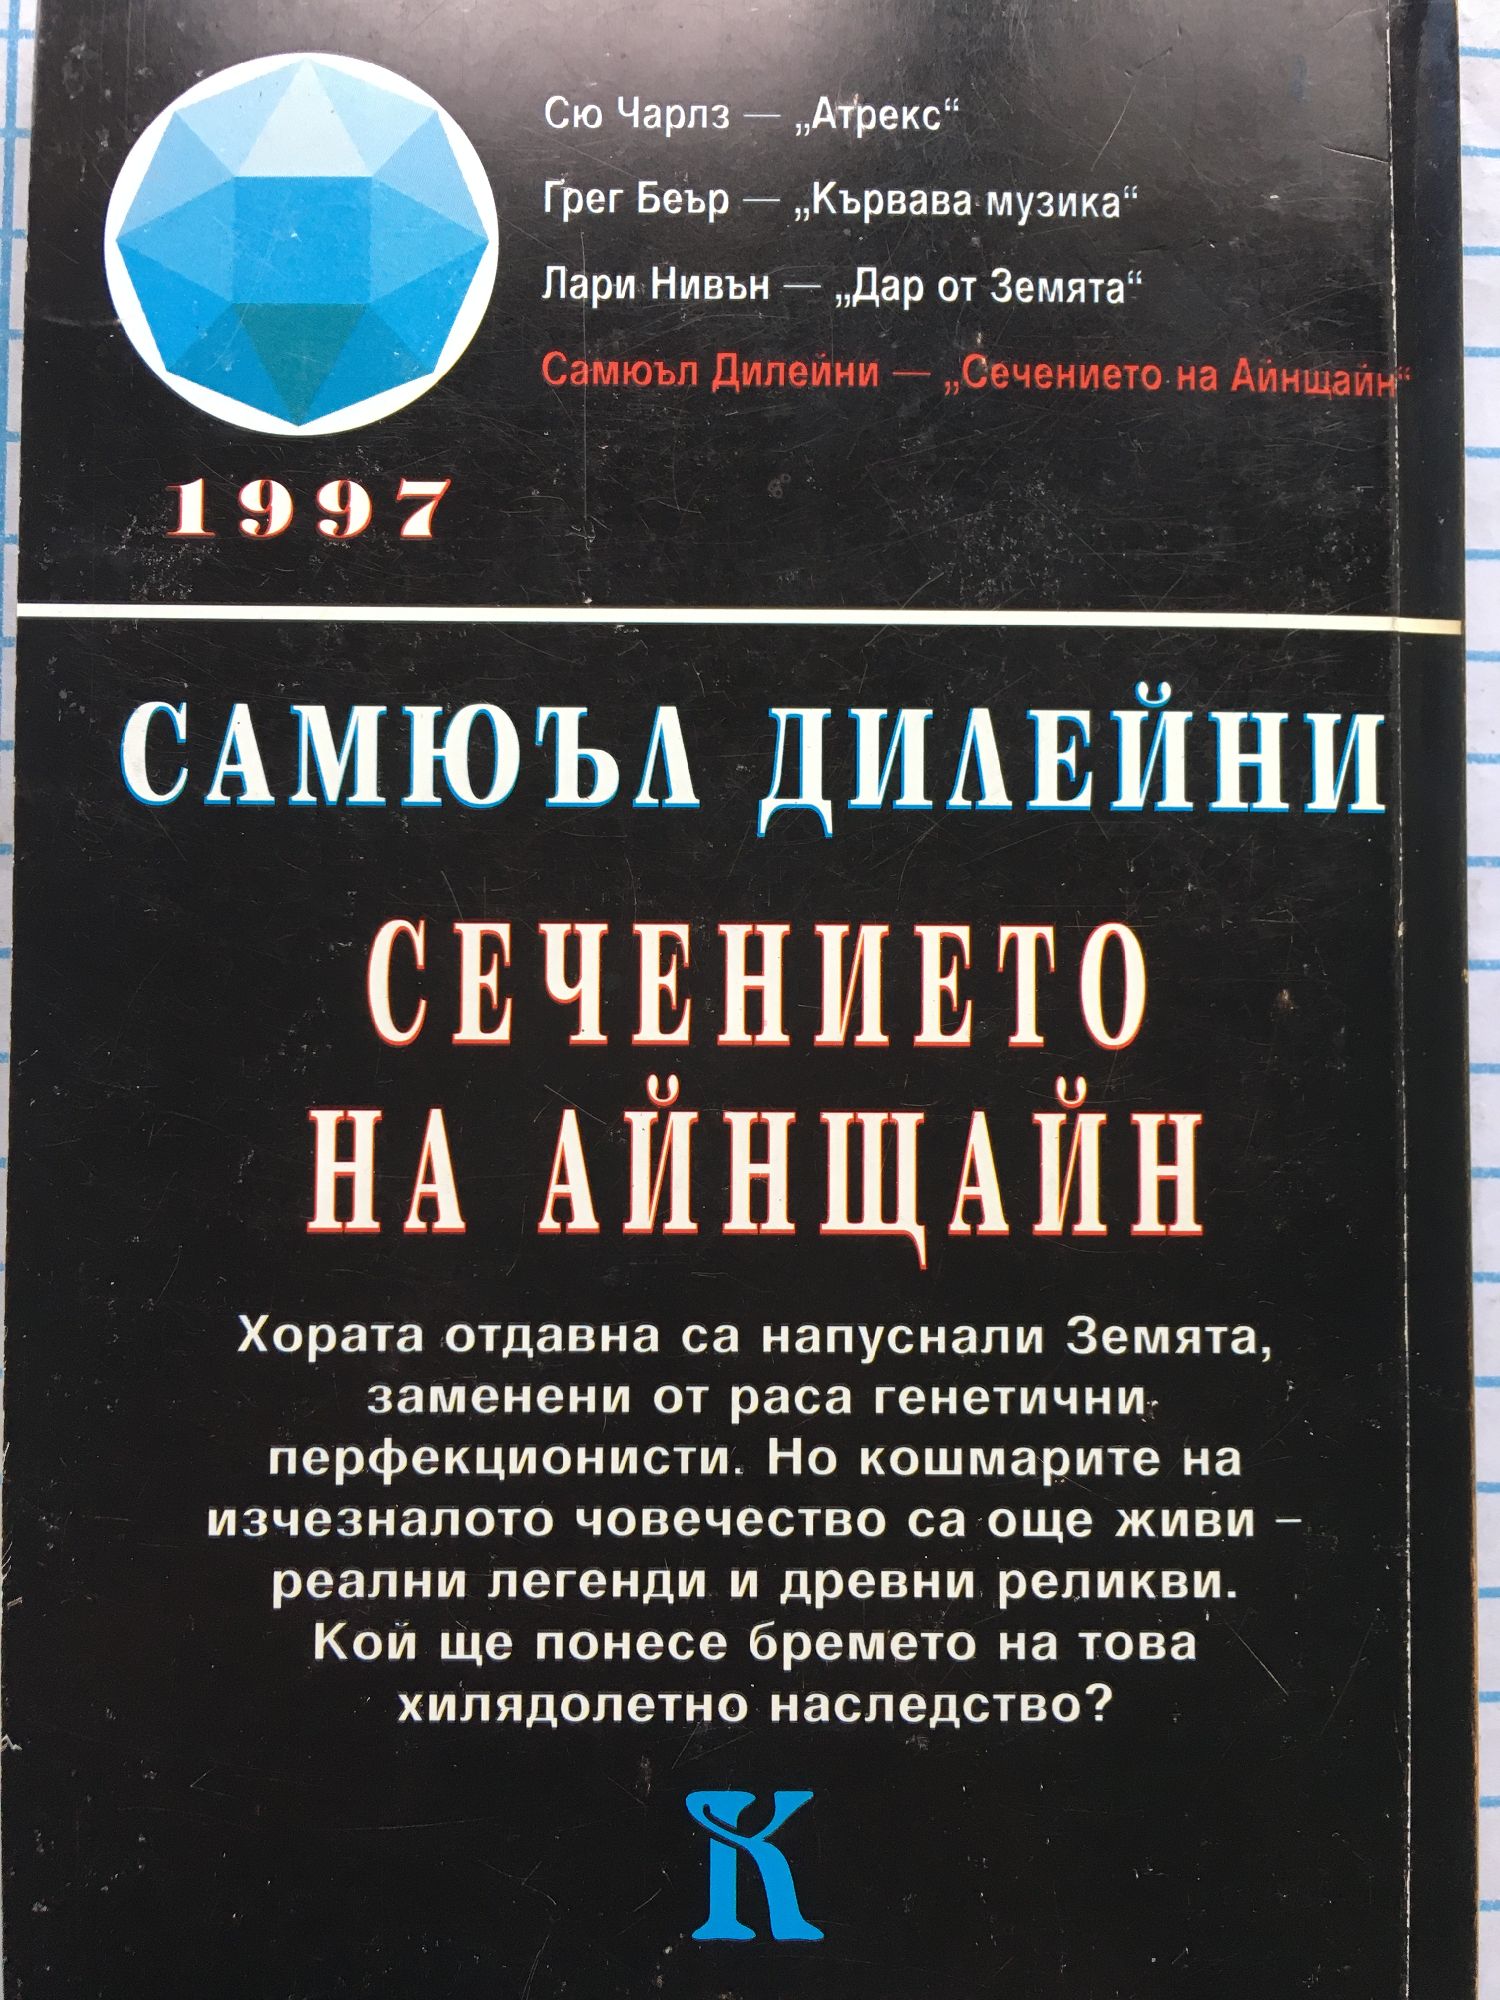 Сю Чарлз — „Атрекс“
Грег Беър — „Кървава музика“
Лари Нивън — „Дар от Земята“
Самюъл Дилейни — „Сечението на Айнщайн“
1997
САМЮЪЛ ДИЛЕЙНИ
СЕЧЕНИЕТО
НА АЙНЩАЙН
Хората отдавна са напуснали Земята,
заменени от раса генетични
перфекционисти. Но кошмарите на
изчезналото човечество са още живи –
реални легенди и древни реликви.
Кой ще понесе бремето на това
хилядолетно наследство?
К